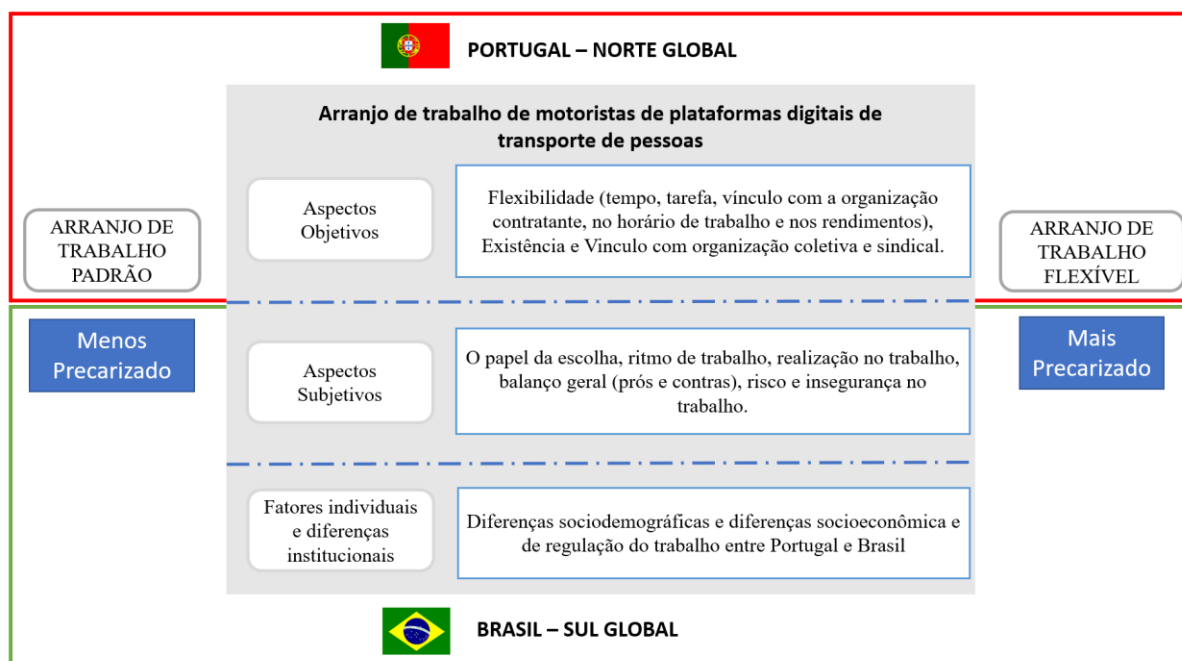 PORTUGAL – NORTE GLOBAL
Arranjo de trabalho de motoristas de plataformas digitais de
transporte de pessoas
ARRANJO DE
TRABALHO
PADRÃO
Aspectos
Objetivos
Flexibilidade (tempo, tarefa, vínculo com a organização
contratante, no horário de trabalho e nos rendimentos),
Existência e Vinculo com organização coletiva e sindical.
ARRANJO DE
TRABALHO
FLEXÍVEL
Menos
Precarizado
Aspectos
Subjetivos
O papel da escolha, ritmo de trabalho, realização no trabalho,
balanço geral (prós e contras), risco e insegurança no
trabalho.
Mais
Precarizado
Fatores individuais
e diferenças
institucionais
Diferenças sociodemográficas e diferenças socioeconômica e
de regulação do trabalho entre Portugal e Brasil
BRASIL – SUL GLOBAL